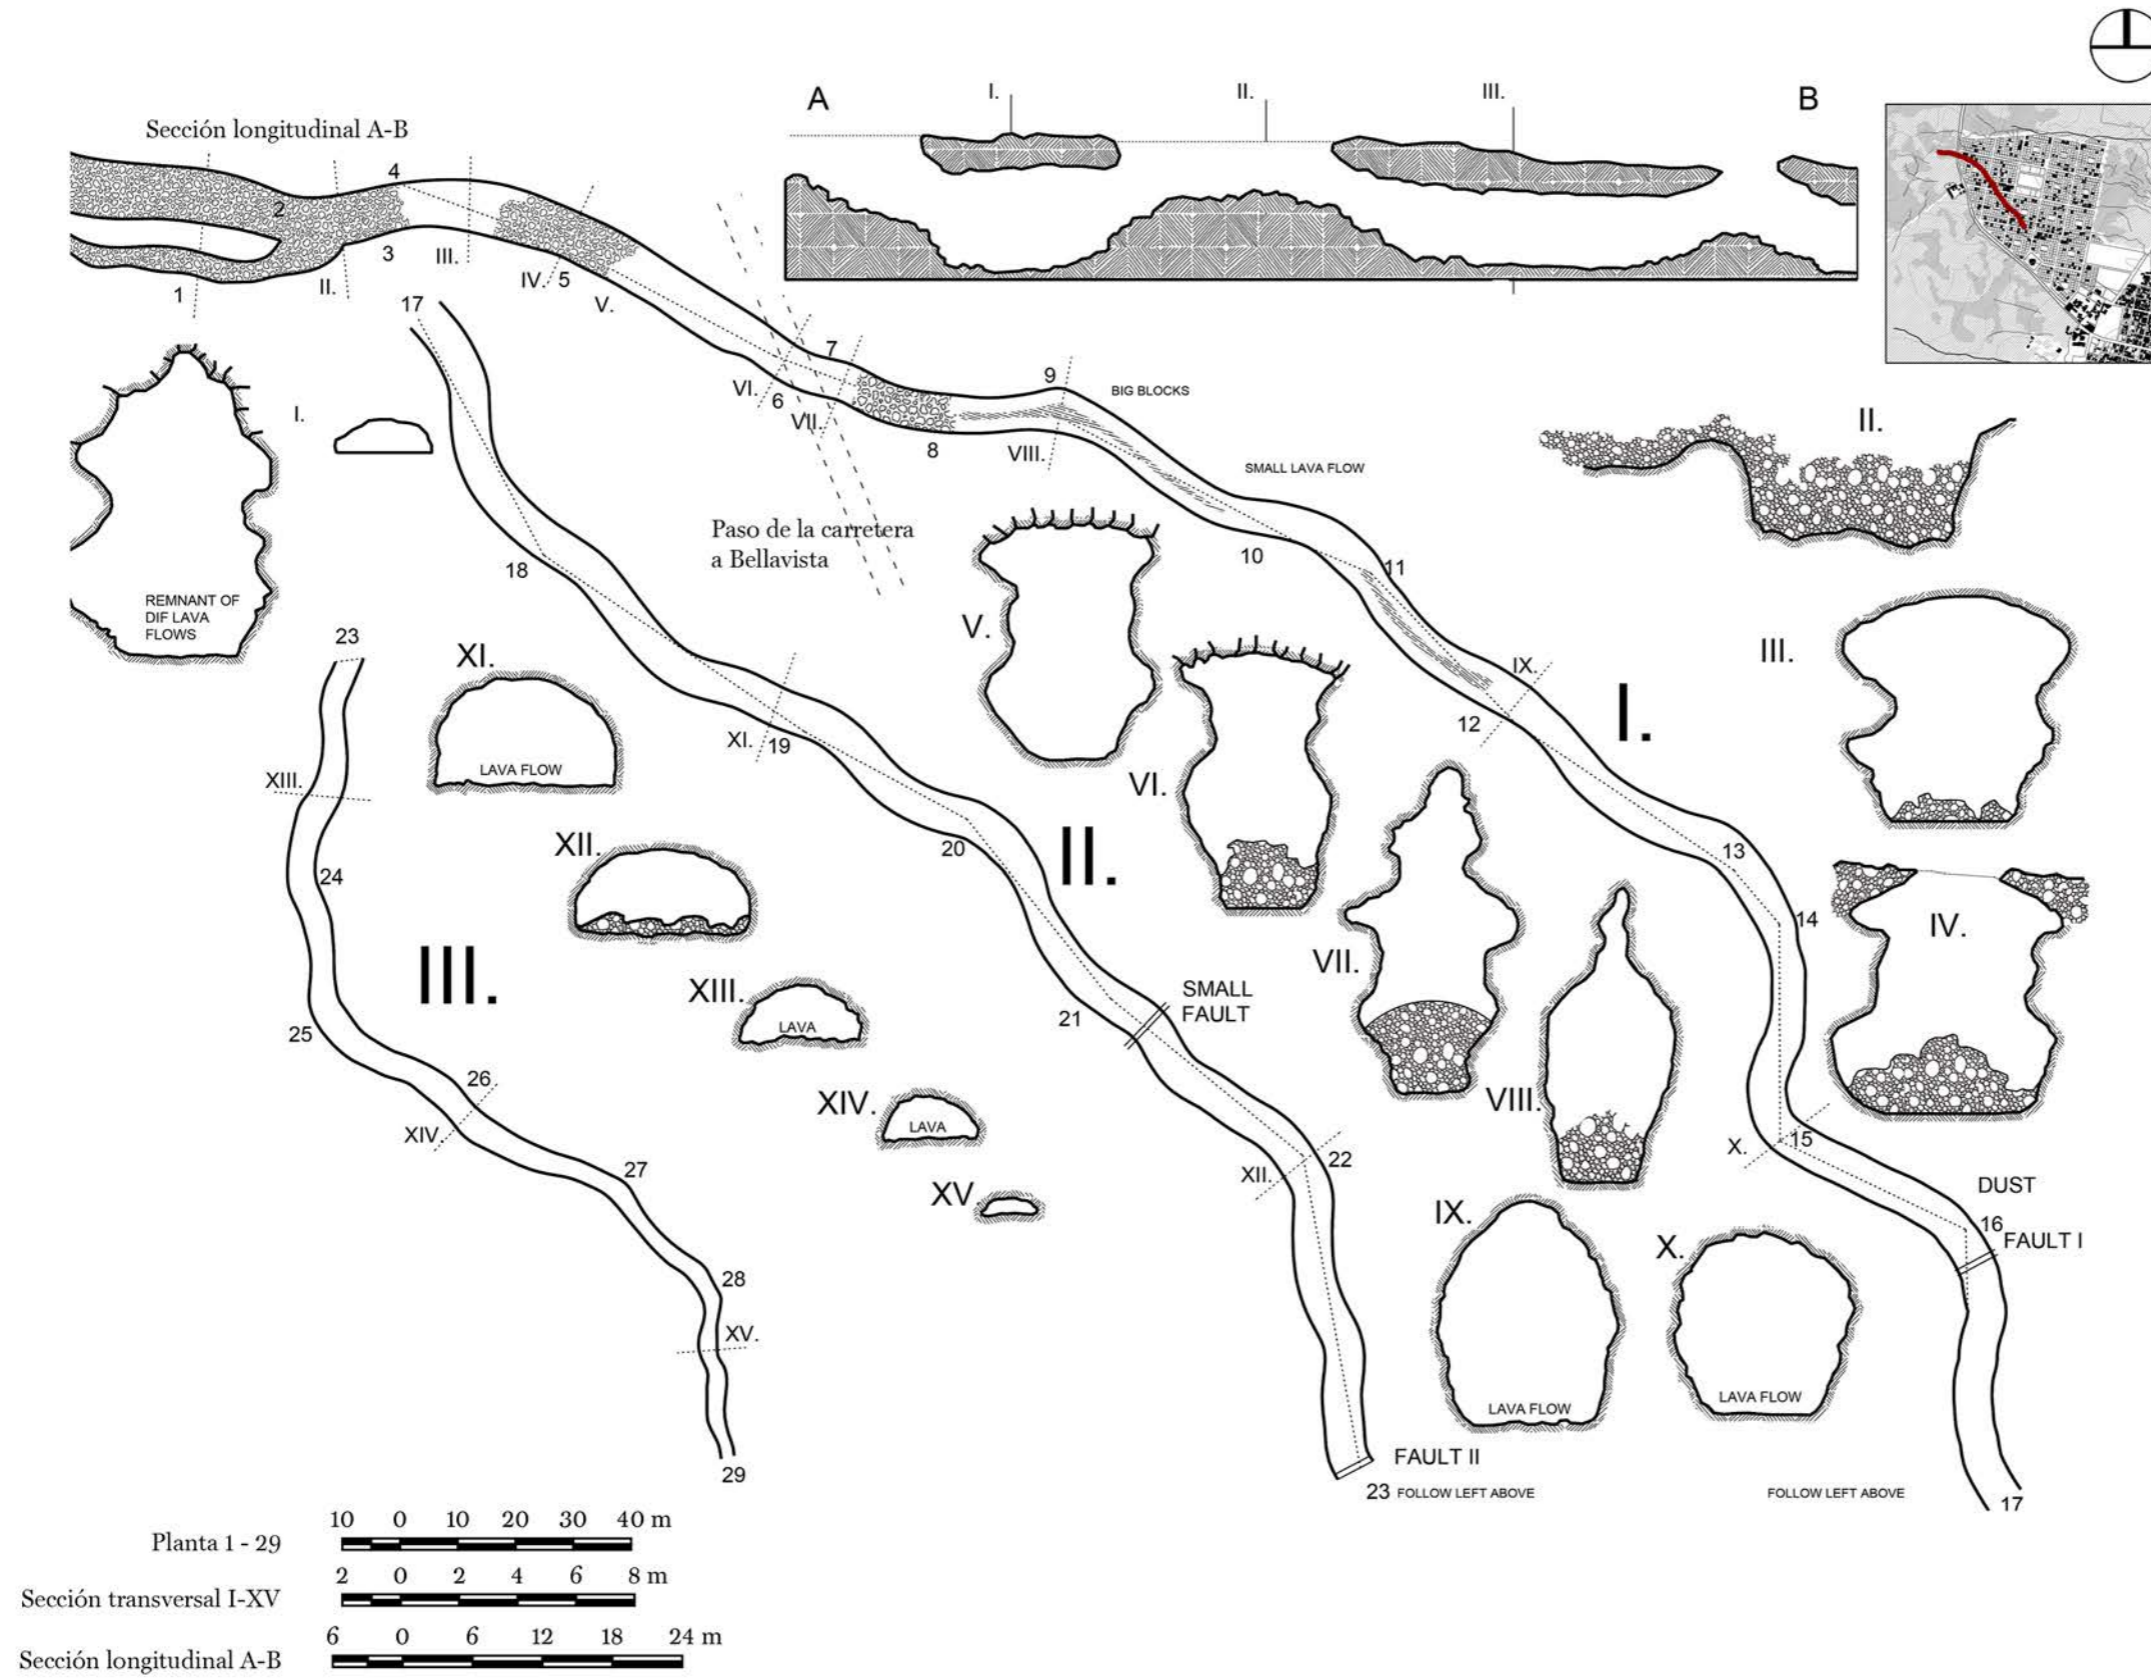 Sección longitudinal A-B
A
B
I.
II.
III.
1
2
3
4
II.
III.
IV.
5
V.
VI.
6
7
VII.
8
VIII.
9
BIG BLOCKS
SMALL LAVA FLOW
10
11
IX.
12
13
14
X.
15
DUST
16
FAULT I
17
FOLLOW LEFT ABOVE
I.
Paso de la carretera
a Bellavista
17
18
XI.
19
20
21
SMALL
FAULT
XII.
22
FAULT II
23 FOLLOW LEFT ABOVE
II.
23
XIII.
24
25
26
XIV.
27
28
XV.
29
III.
I.
REMNANT OF
DIF LAVA
FLOWS
II.
III.
IV.
V.
VI.
VII.
VIII.
IX.
LAVA FLOW
X.
LAVA FLOW
XI.
LAVA FLOW
XII.
XIII.
LAVA
XIV.
LAVA
XV.
10 0 10 20 30 40 m
Planta 1 - 29
2 0 2 4 6 8 m
Sección transversal I-XV
6 0 6 12 18 24 m
Sección longitudinal A-B